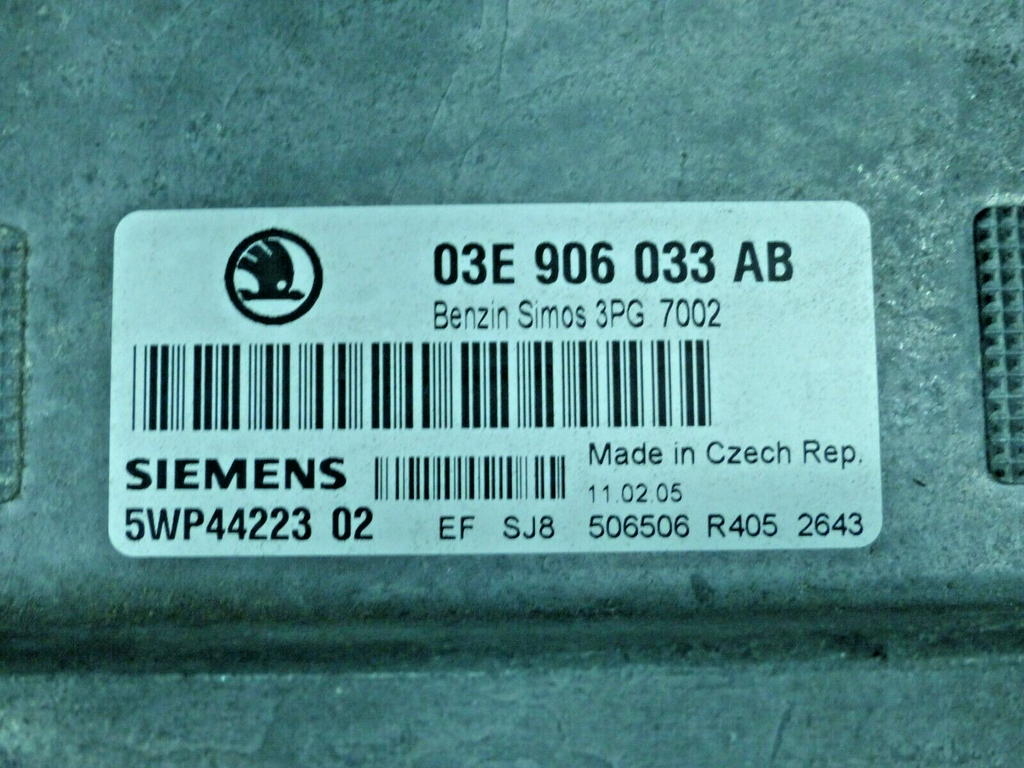 03E 906 033 AB
Benzin Simos 3PG 7002
Made in Czech Rep.
SIEMENS
11.02.05
5WP44223 02 EF SJ8 506506 R405 2643